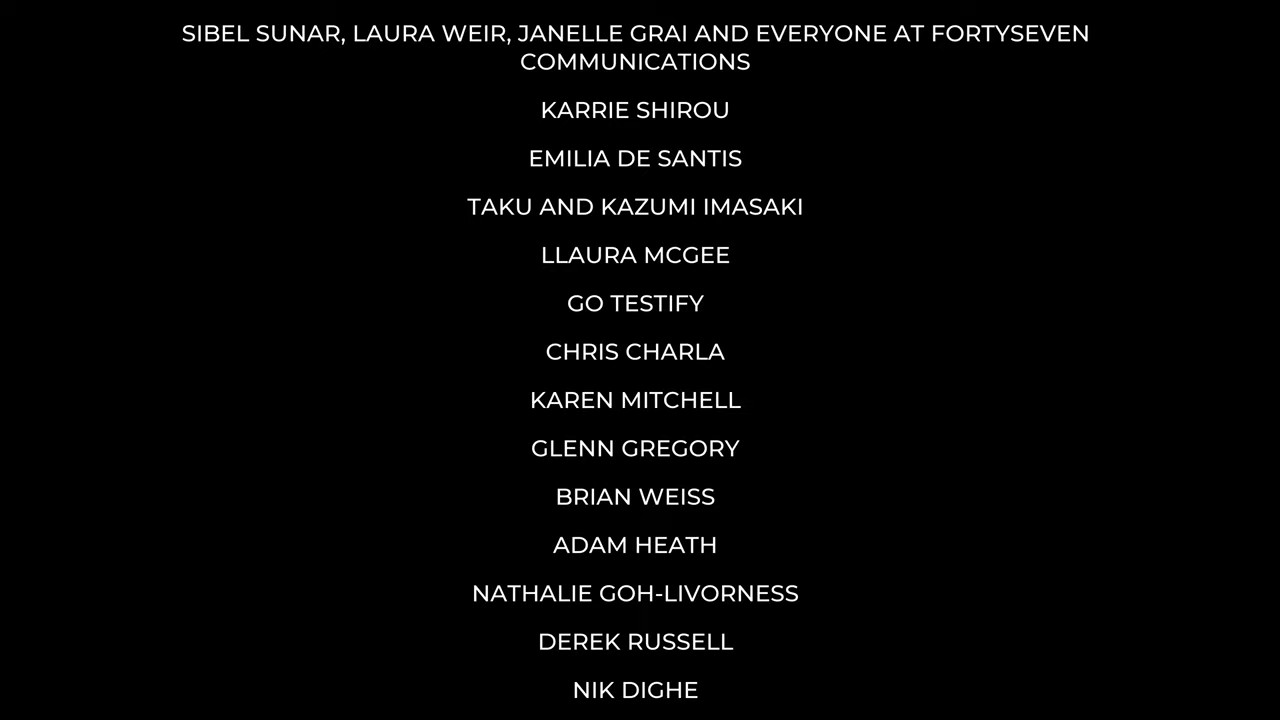 SIBEL SUNAR, LAURA WEIR, JANELLE GRAI AND EVERYONE AT FORTYSEVEN
COMMUNICATIONS
KARRIE SHIROU
EMILIA DE SANTIS
TAKU AND KAZUMI IMASAKI
LLAURA MCGEE
GO TESTIFY
CHRIS CHARLA
KAREN MITCHELL
GLENN GREGORY
BRIAN WEISS
ADAM HEATH
NATHALIE GOH-LIVORNESS
DEREK RUSSELL
NIK DIGHE